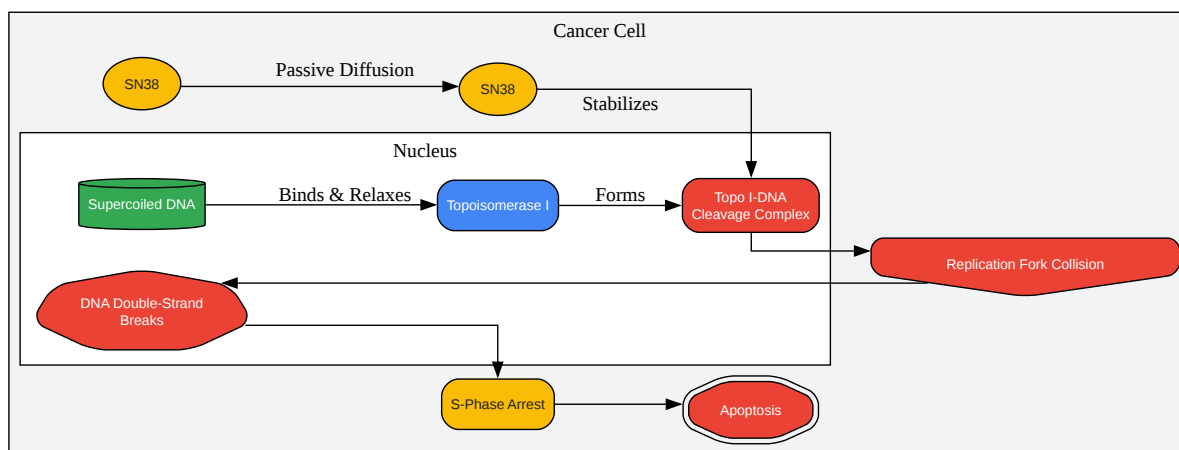 Cancer Cell
Passive Diffusion
SN38
SN38
Stabilizes
Nucleus
Supercoiled DNA
Binds & Relaxes
Topoisomerase I
Forms
Topo I-DNA
Cleavage Complex
Replication Fork Collision
DNA Double-Strand
Breaks
S-Phase Arrest
Apoptosis